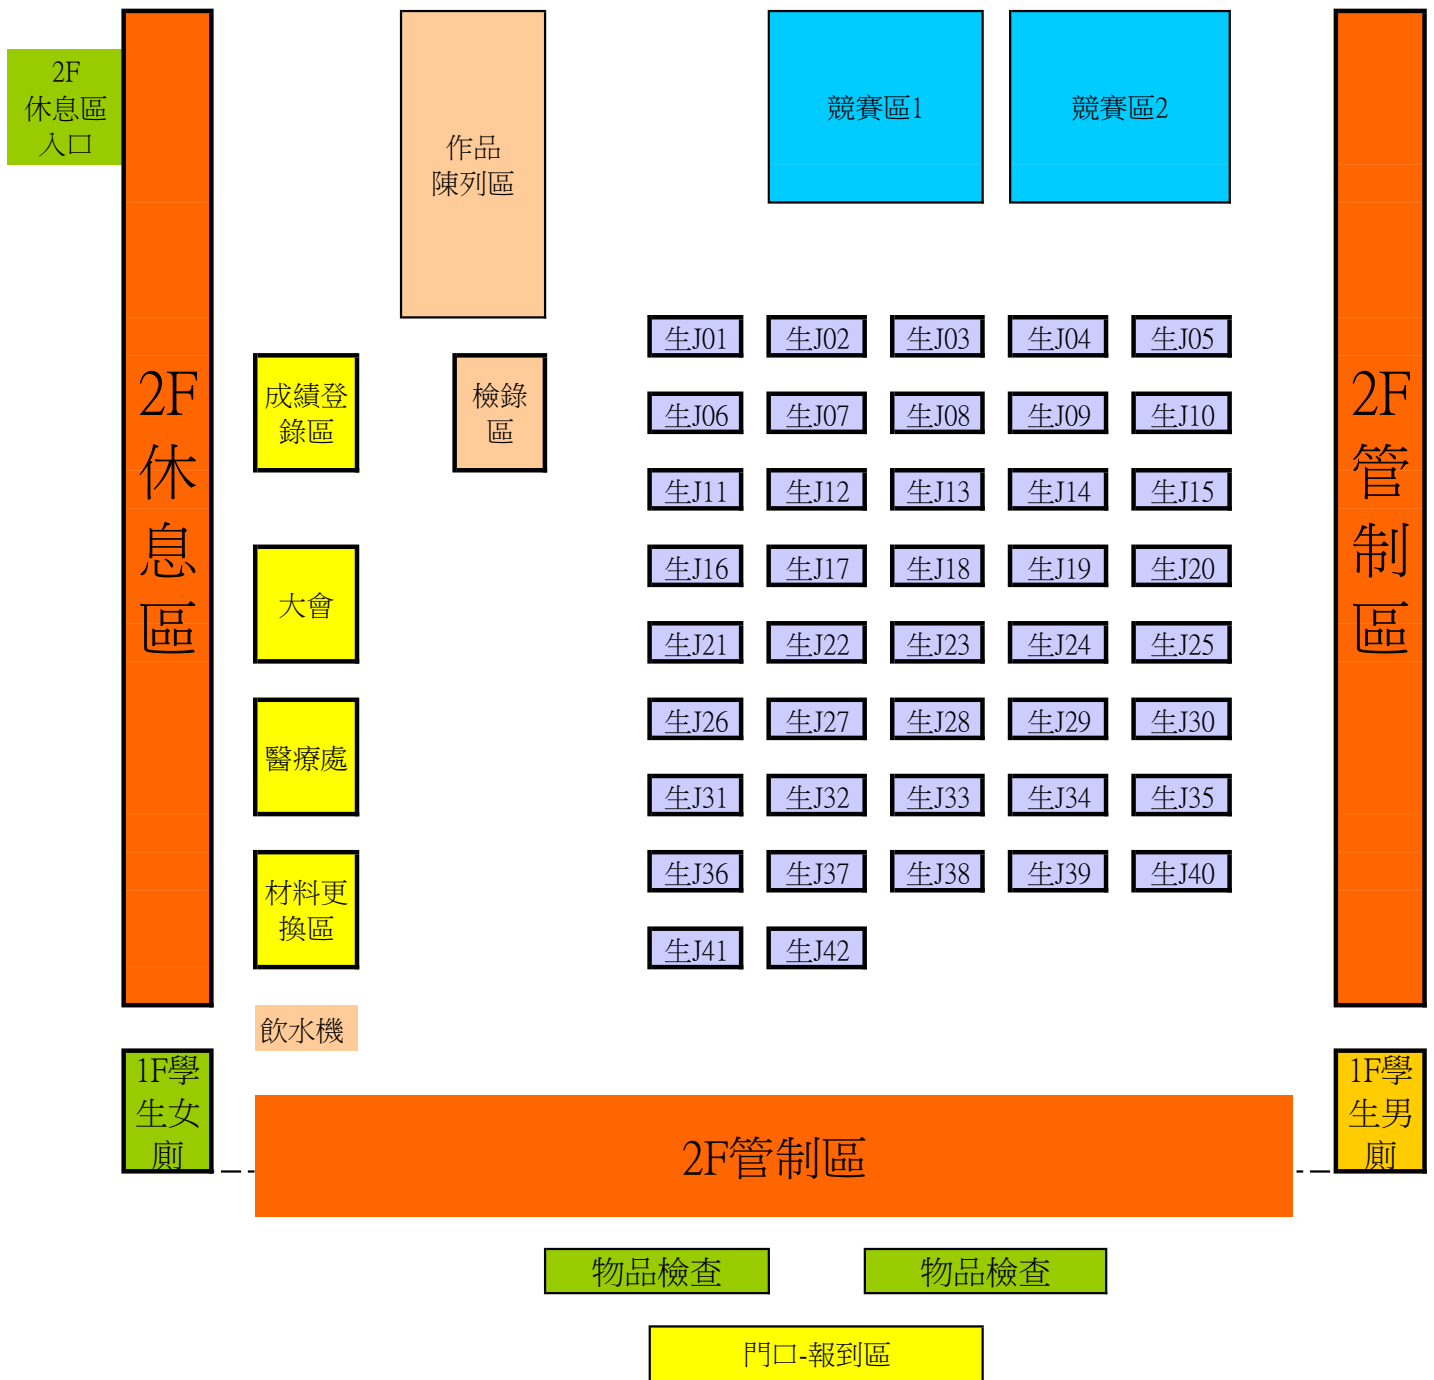 2F
休息區
入口
作品
陳列區
競賽區1
競賽區2
2F
休
息
區
2F
管
制
區
成績登
錄區
檢錄
區
大會
醫療處
材料更
換區
飲水機
生J01
生J02
生J03
生J04
生J05
生J06
生J07
生J08
生J09
生J10
生J11
生J12
生J13
生J14
生J15
生J16
生J17
生J18
生J19
生J20
生J21
生J22
生J23
生J24
生J25
生J26
生J27
生J28
生J29
生J30
生J31
生J32
生J33
生J34
生J35
生J36
生J37
生J38
生J39
生J40
生J41
生J42
1F學
生女
廁
2F管制區
1F學
生男
廁
物品檢查
物品檢查
門口-報到區